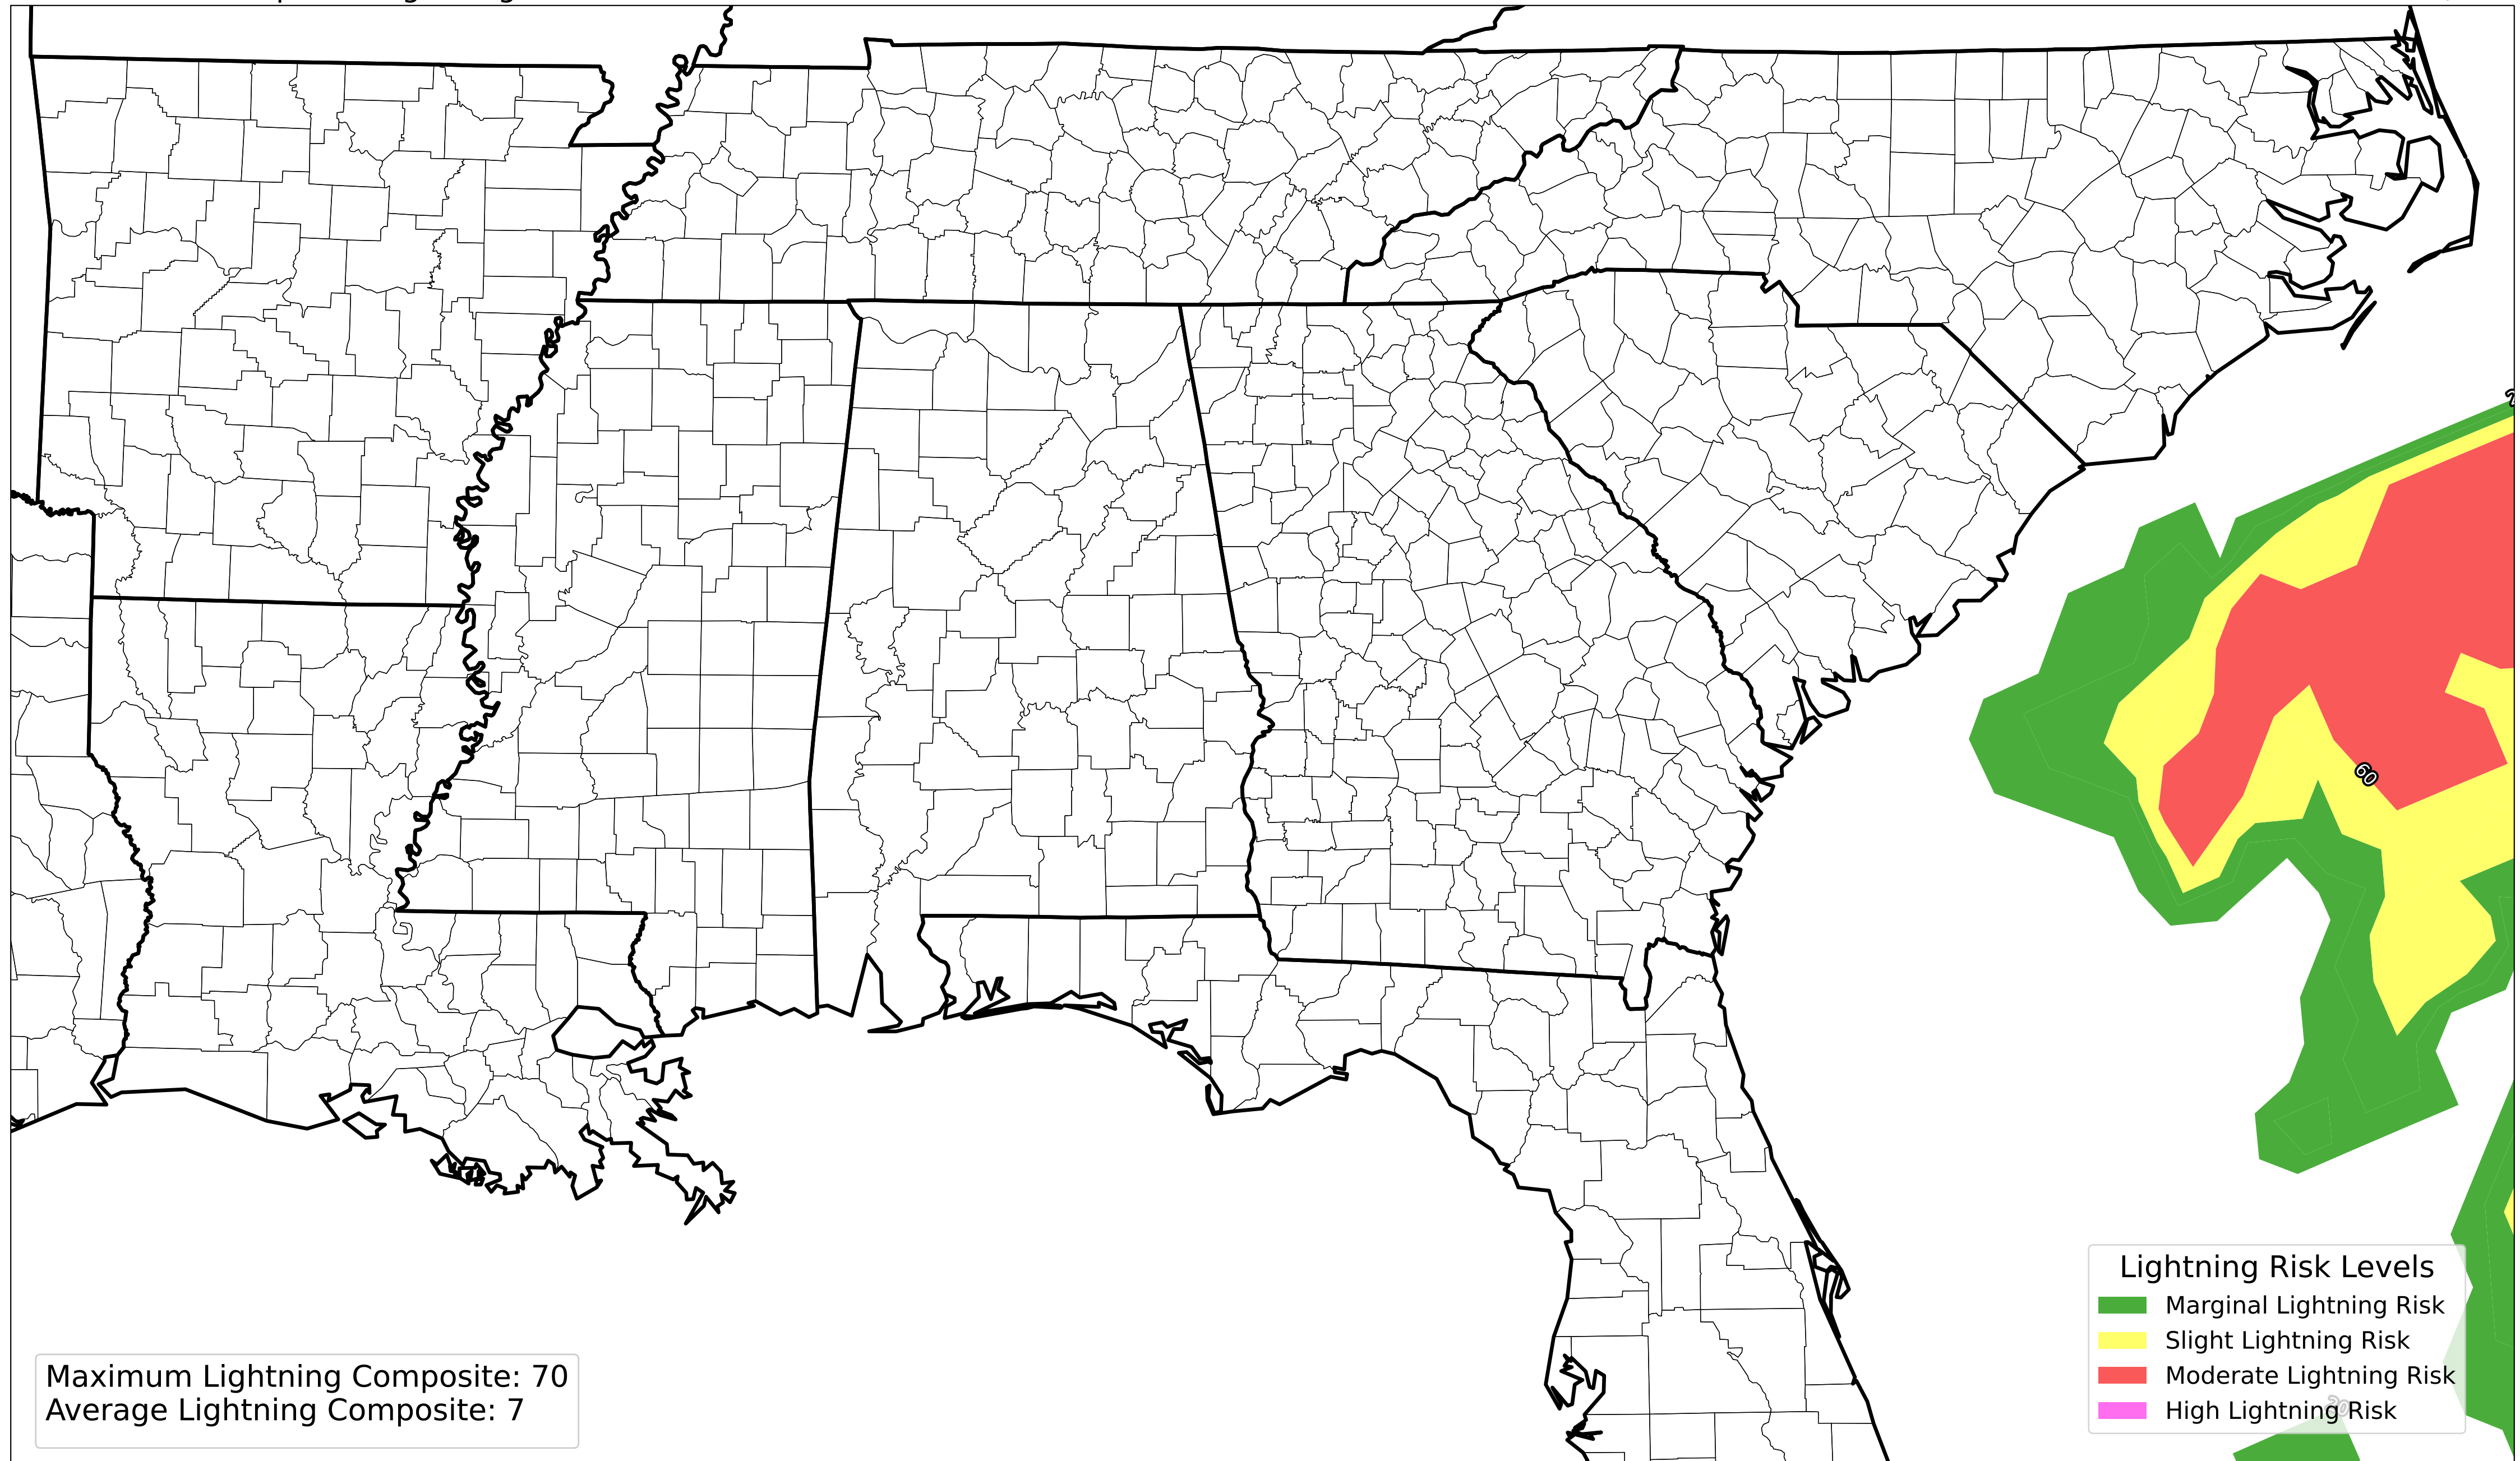 60
Lightning Risk Levels
Marginal Lightning Risk
Slight Lightning Risk
Moderate Lightning Risk
High Lightning Risk
20
Maximum Lightning Composite: 70
Average Lightning Composite: 7